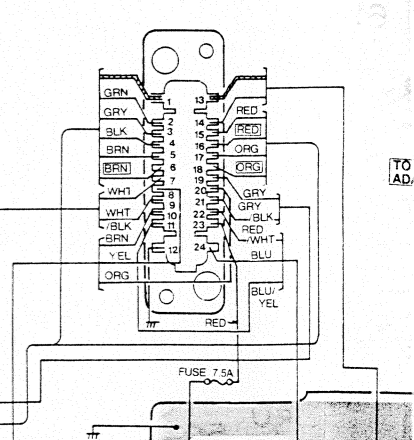 GRN
GRY
BLK
BRN
BRN
WHT
WHT
/BLK
BRN
YEL
ORG
1
2
3
4
5
6
7
8
9
10
11
12
13
14
15
16
17
18
19
20
21
22
23
24
RED
RED
ORG
ORG
GRY
GRY
/BLK
RED
/WHT
BLU
BLU/
YEL
RED
FUSE 7.5A
TO